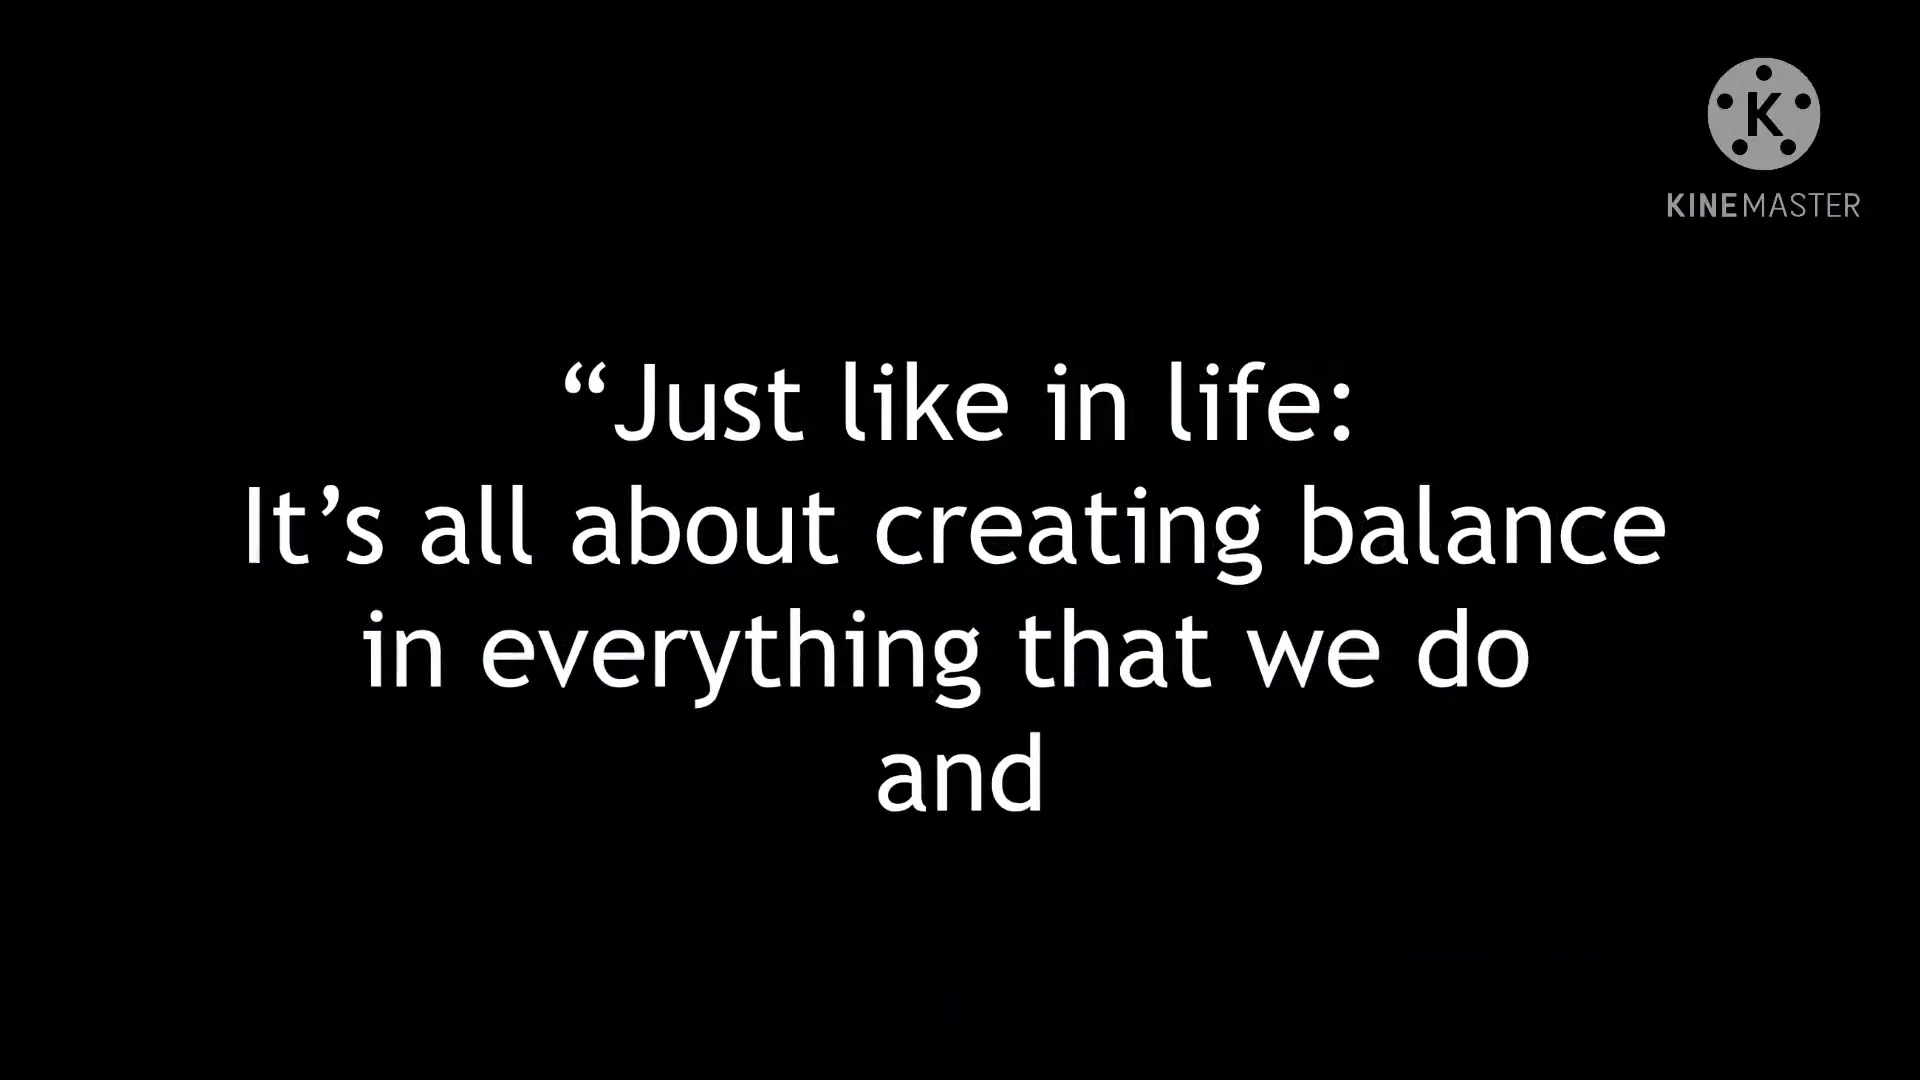 K
KINEMASTER
“Just like in life:
It’s all about creating balance
in everything that we do
and